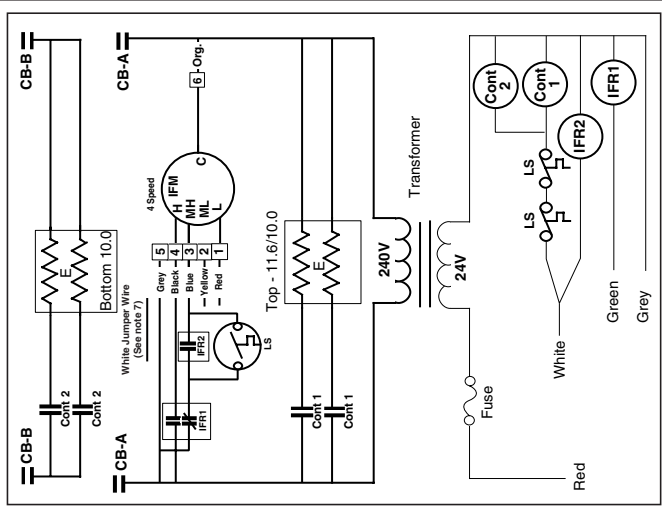 CB-B
CB-B
Cont 2
Cont 2
E
Bottom 10.0
CB-A
CB-A
White Jumper Wire
(See note 7)
4 Speed
IFM
H
MH
ML
L
C
6
Org.
5
4
3
2
1
Grey
Black
Blue
Yellow
Red
IFR1
IFR2
LS
Top - 11.6/10.0
E
Cont 1
Cont 1
240V
24V
Transformer
Fuse
Red
White
LS
LS
Cont 2
Cont 1
IFR2
IFR1
Green
Grey